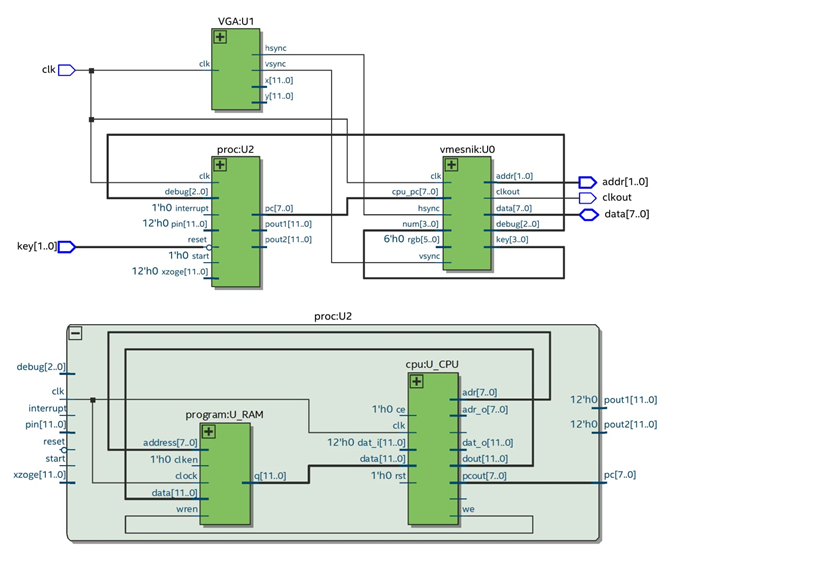 VGA:U1
clk
hsync
vsync
x[11..0]
y[11..0]
clk
proc:U2
clk
debug[2..0]
1'h0 interrupt
12'h0 pin[11..0]
reset
1'h0 start
12'h0 xzoge[11..0]
pc[7..0]
pout1[11..0]
pout2[11..0]
key[1..0]
vmesnik:U0
clk
cpu_pc[7..0]
hsync
num[3..0]
6'h0 rgb[5..0]
vsync
addr[1..0]
clkout
data[7..0]
debug[2..0]
key[3..0]
addr[1..0]
clkout
data[7..0]
proc:U2
debug[2..0]
clk
interrupt
pin[11..0]
reset
start
xzoge[11..0]
program:U_RAM
address[7..0]
1'h0 clken
clock
data[11..0]
wren
q[11..0]
cpu:U_CPU
1'h0 ce
clk
12'h0 dat_i[11..0]
data[11..0]
1'h0 rst
adr[7..0]
adr_o[7..0]
dat_o[11..0]
dout[11..0]
pcout[7..0]
we
12'h0 pout1[11..0]
12'h0 pout2[11..0]
pc[7..0]